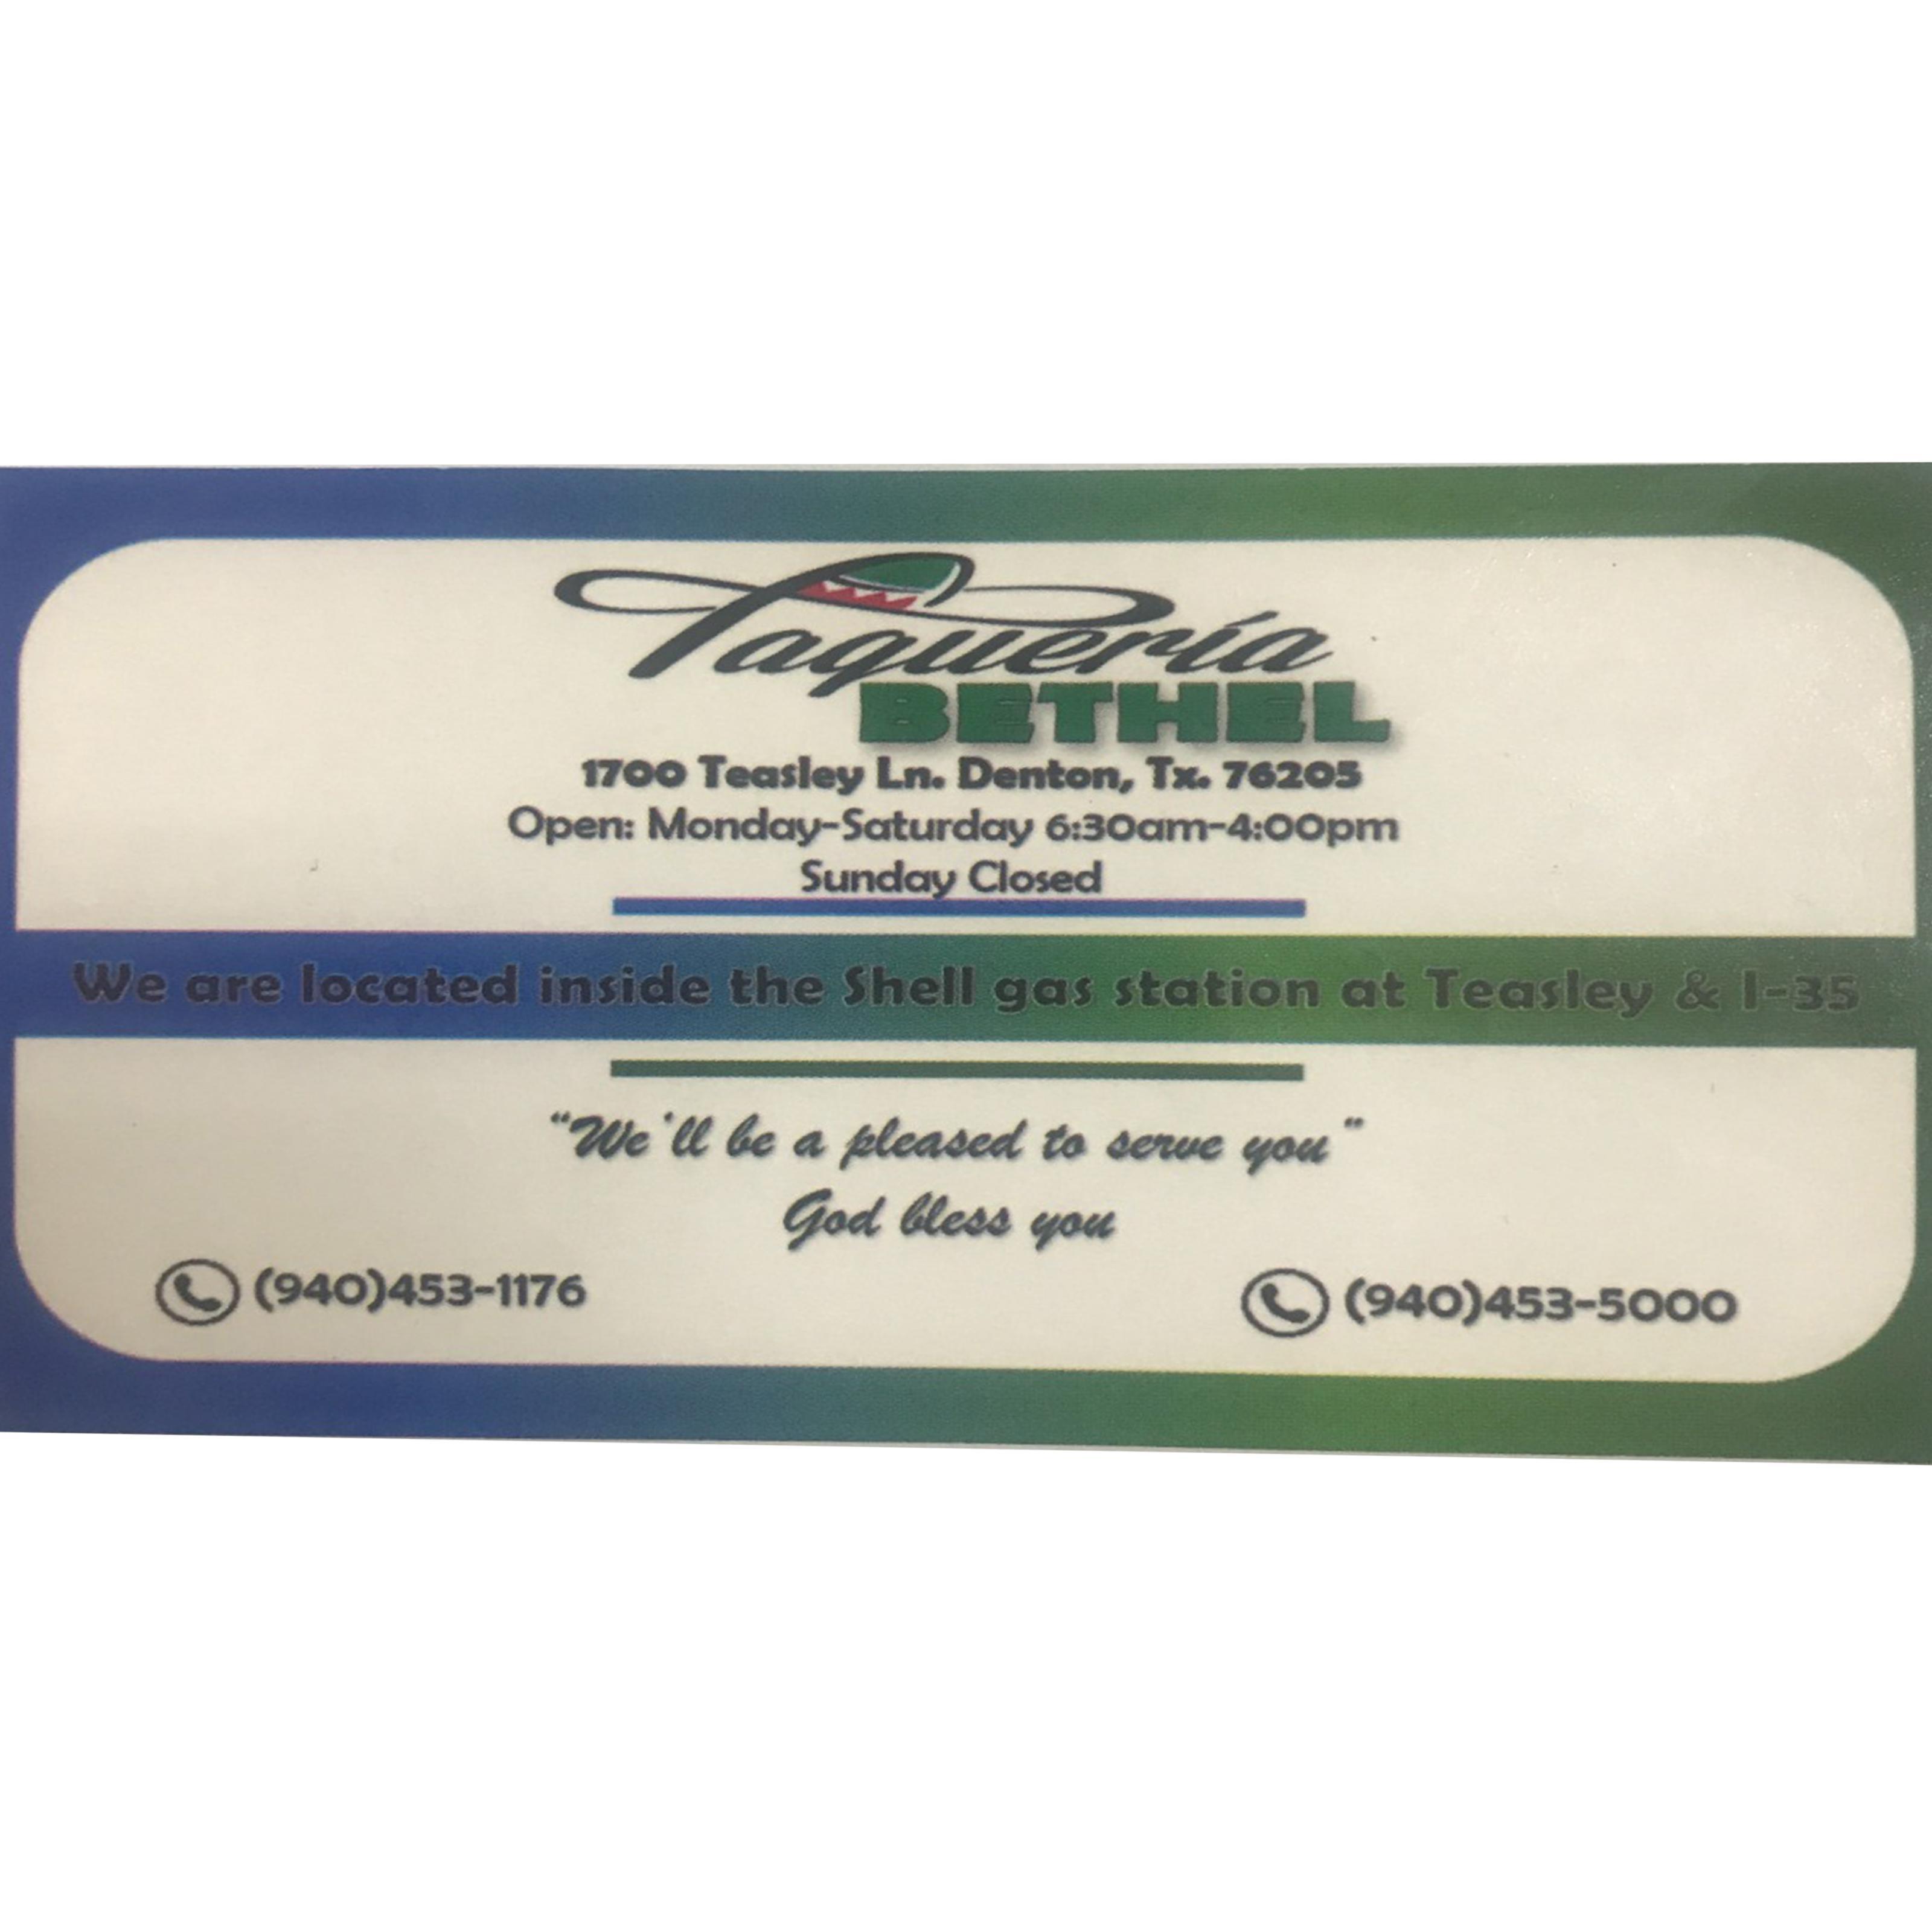 Taquería
BETHEL
1700 Teasley Ln. Denton, Tx. 76205
Open: Monday-Saturday 6:30am-4:00pm
Sunday Closed
We are located inside the Shell gas station at Teasley & I-35
"We'll be a pleased to serve you"
God bless you
(940)453-1176
(940)453-5000